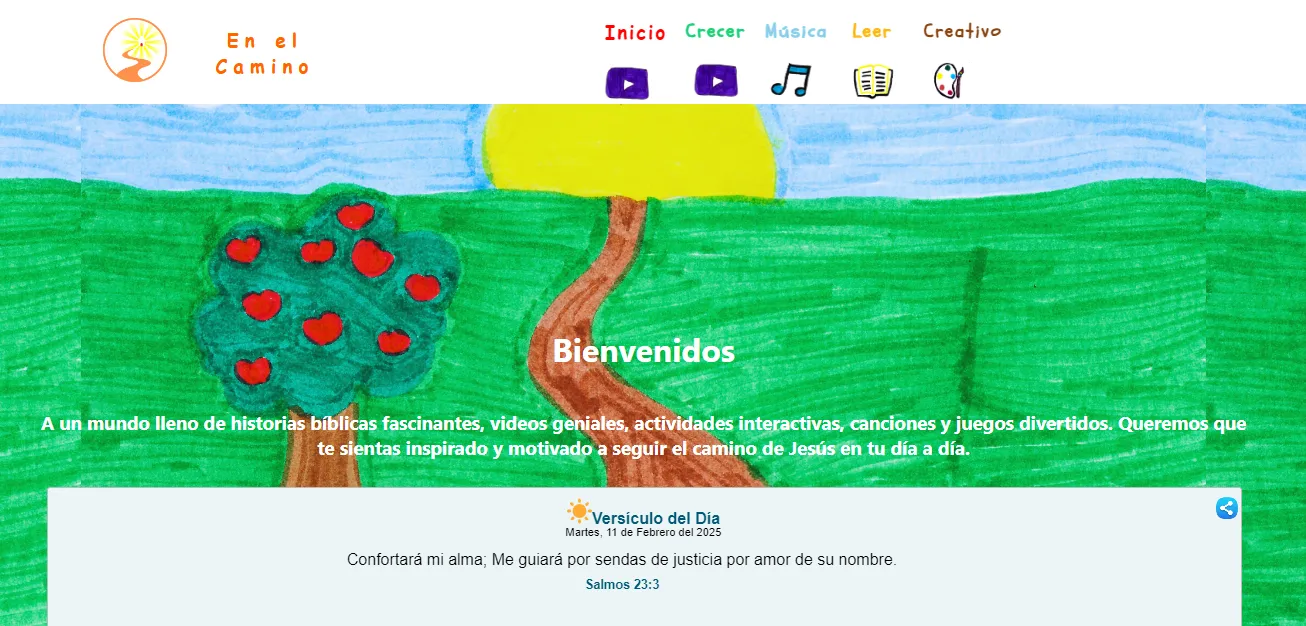 En el
Camino
Inicio
Crecer
Música
Leer
Creativo
Bienvenidos
A un mundo lleno de historias bíblicas fascinantes, videos geniales, actividades interactivas, canciones y juegos divertidos. Queremos que
te sientas inspirado y motivado a seguir el camino de Jesús en tu día a día.
Versículo del Día
Martes, 11 de Febrero del 2025
Confortará mi alma; Me guiará por sendas de justicia por amor de su nombre.
Salmos 23:3